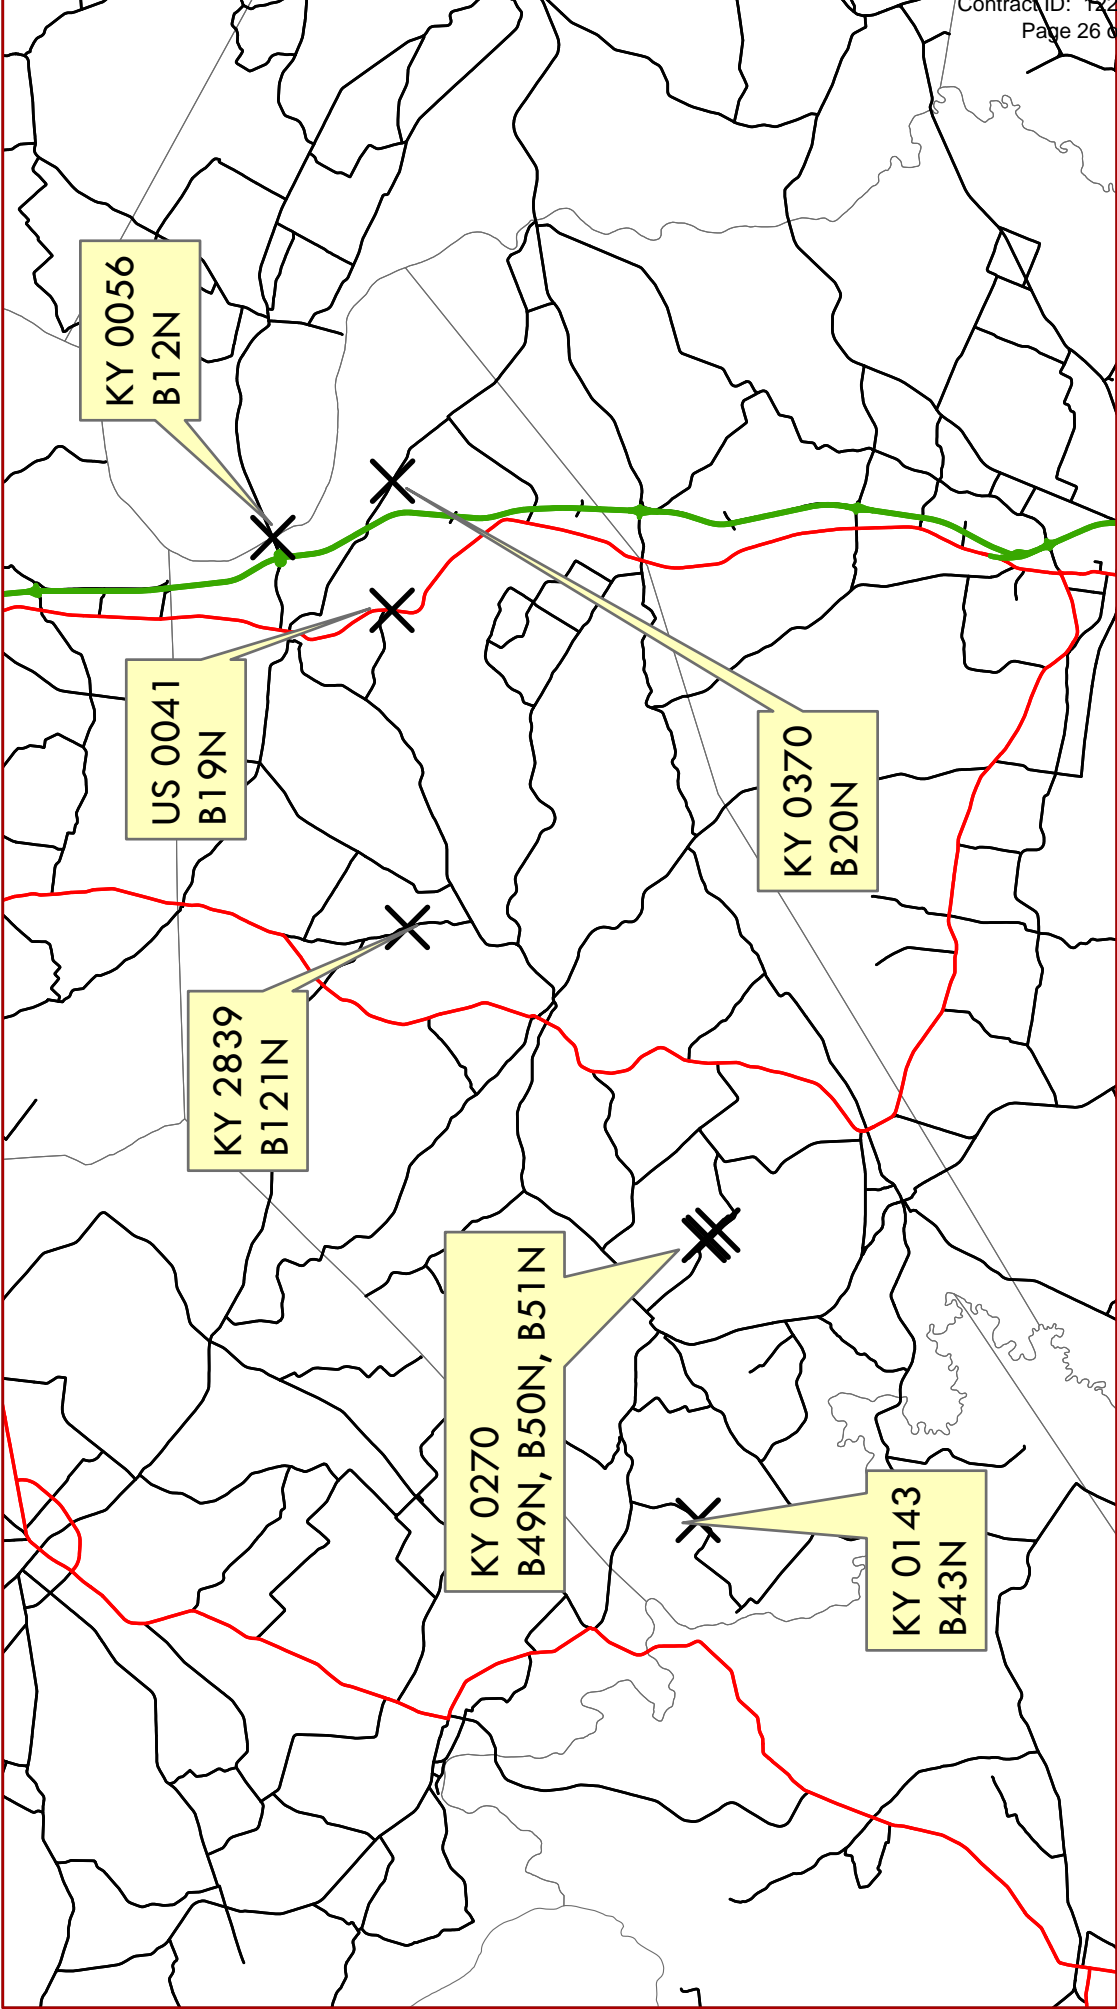 Contract ID: 122
Page 26 o
KY 0056
B12N
US 0041
B19N
KY 0370
B20N
KY 2839
B121N
KY 0270
B49N, B50N, B51N
KY 0143
B43N